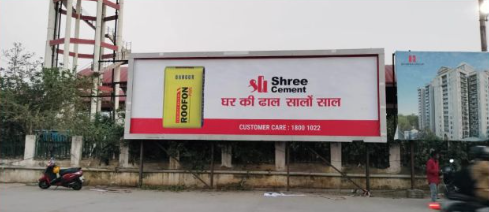 BANGUR
ROOFON
Shree
Cement
घर की ढाल सालों साल
CUSTOMER CARE : 1800 1022